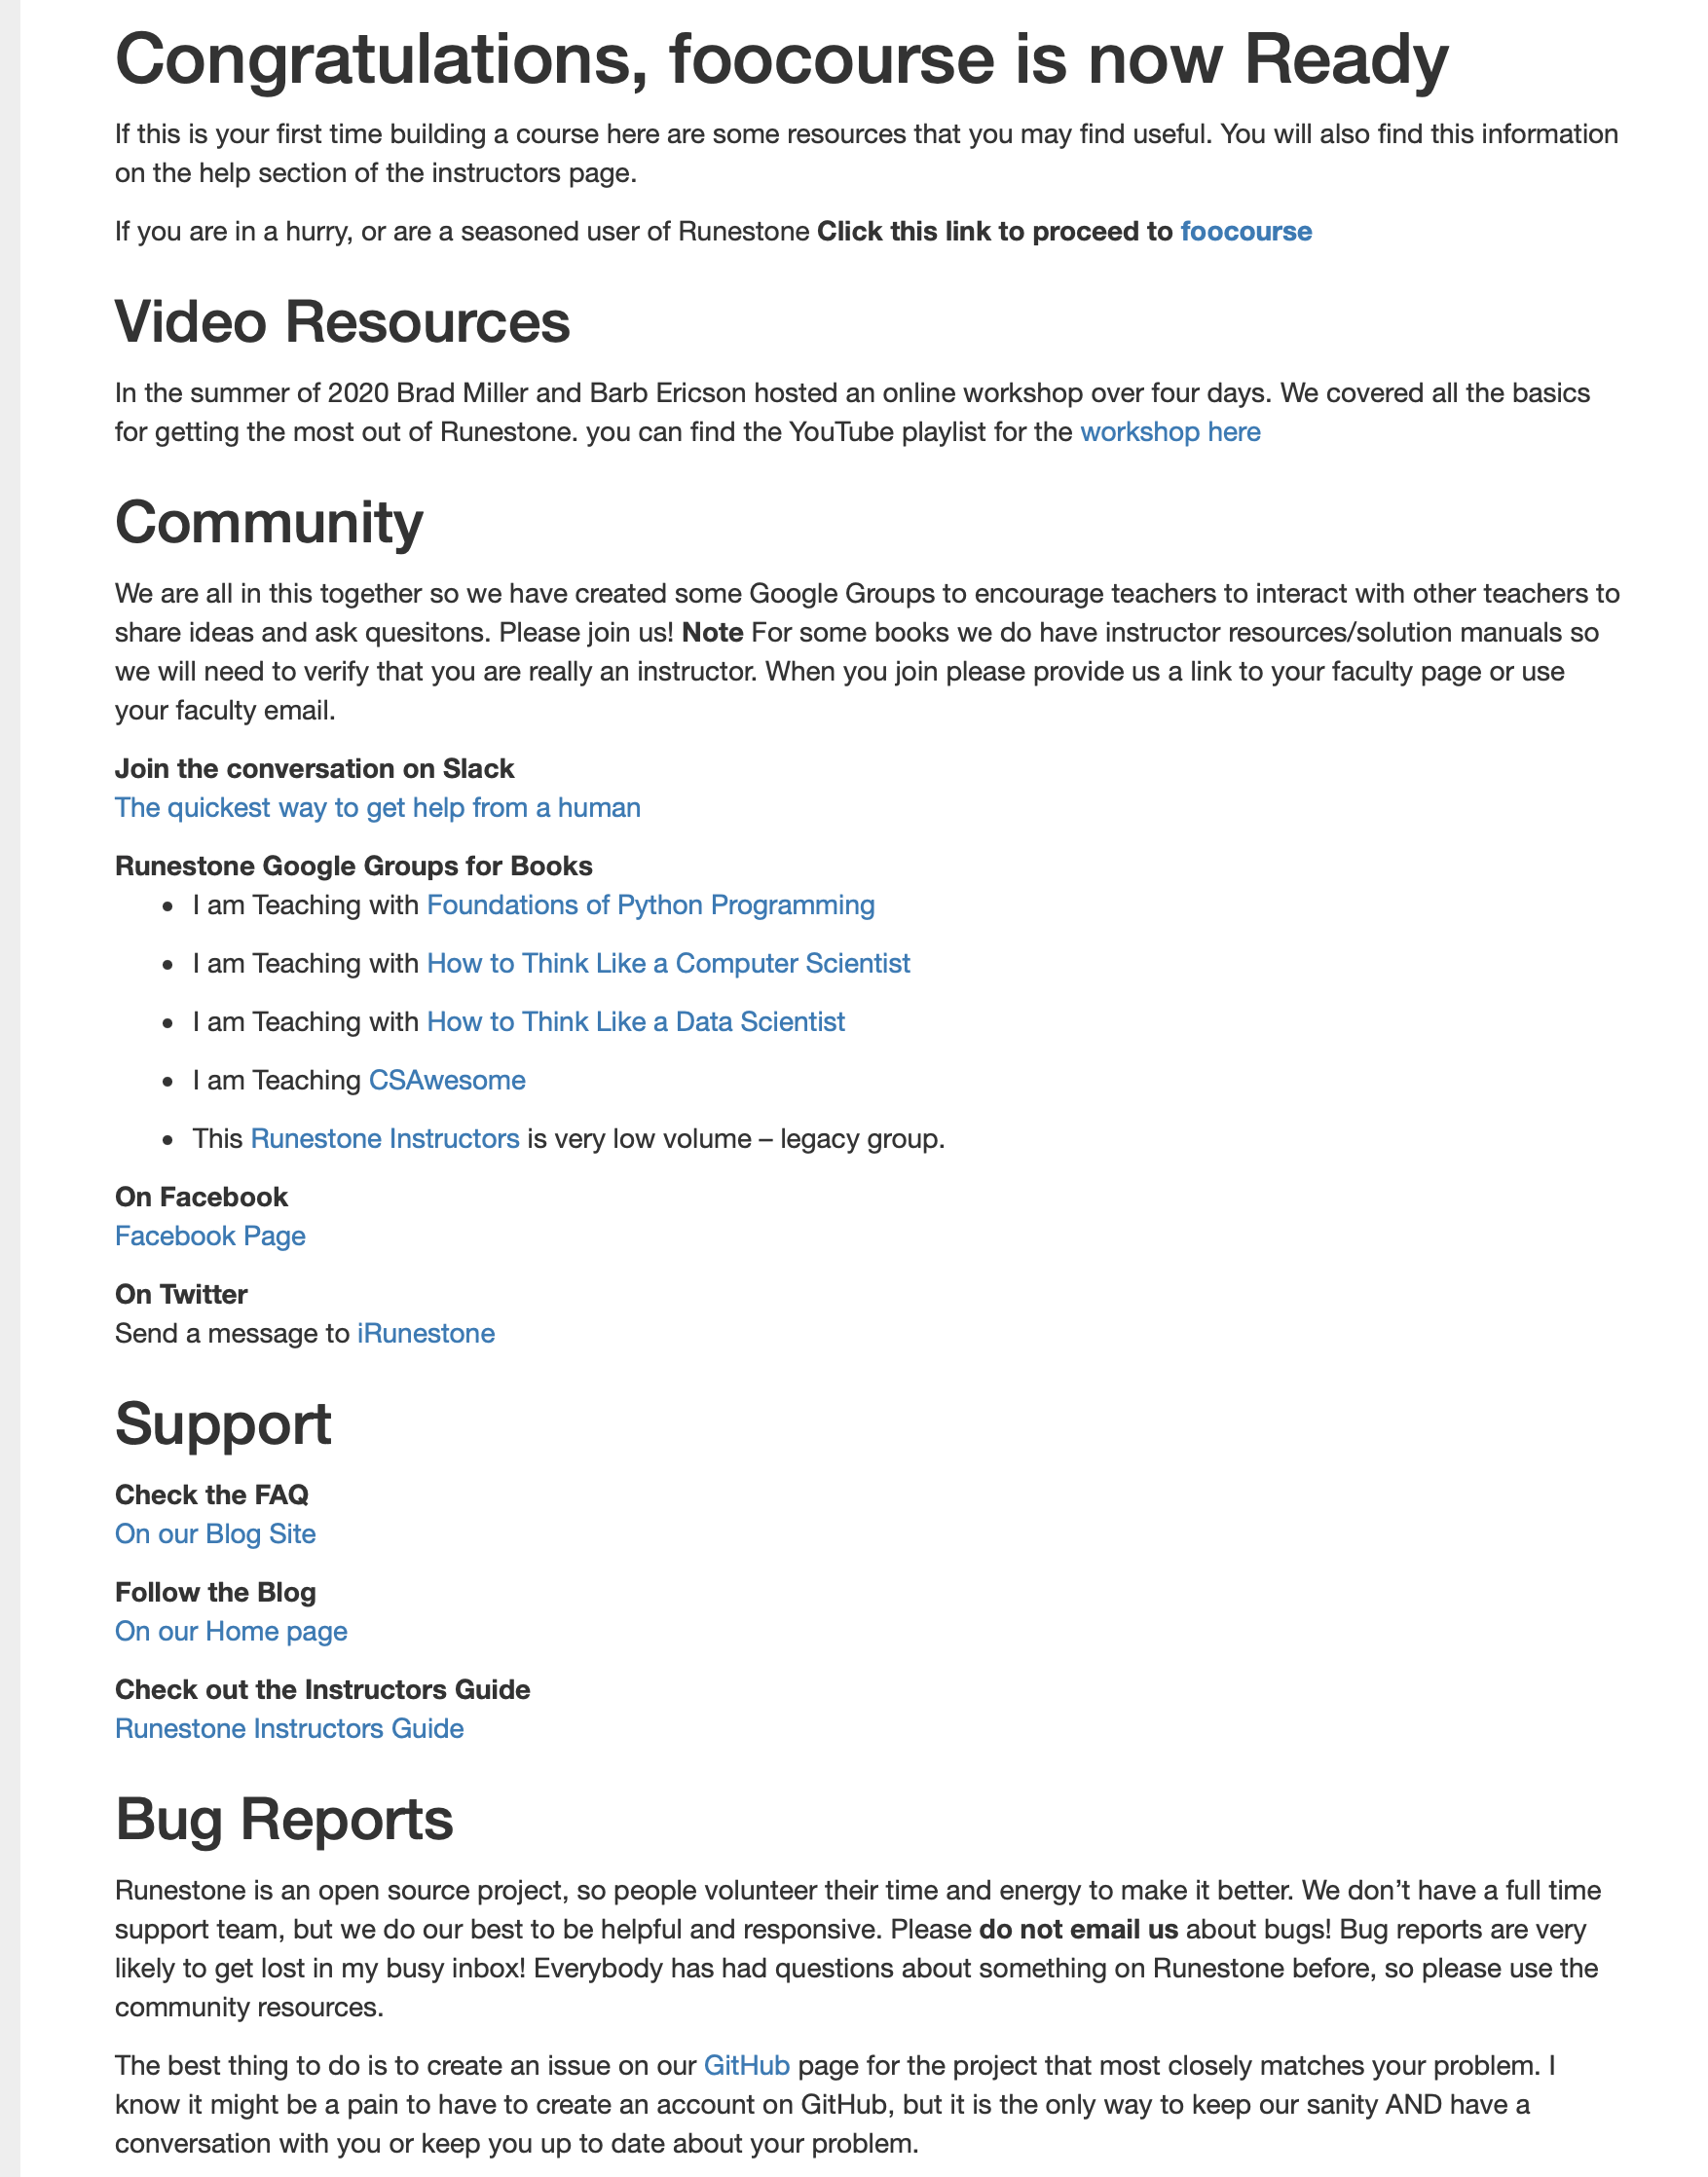 Congratulations, foocourse is now Ready
If this is your first time building a course here are some resources that you may find useful. You will also find this information
on the help section of the instructors page.
If you are in a hurry, or are a seasoned user of Runestone Click this link to proceed to foocourse
Video Resources
In the summer of 2020 Brad Miller and Barb Ericson hosted an online workshop over four days. We covered all the basics
for getting the most out of Runestone. you can find the YouTube playlist for the workshop here
Community
We are all in this together so we have created some Google Groups to encourage teachers to interact with other teachers to
share ideas and ask quesitons. Please join us! Note For some books we do have instructor resources/solution manuals so
we will need to verify that you are really an instructor. When you join please provide us a link to your faculty page or use
your faculty email.
Join the conversation on Slack
The quickest way to get help from a human
Runestone Google Groups for Books
• I am Teaching with Foundations of Python Programming
• I am Teaching with How to Think Like a Computer Scientist
• I am Teaching with How to Think Like a Data Scientist
• I am Teaching CSAwesome
• This Runestone Instructors is very low volume – legacy group.
On Facebook
Facebook Page
On Twitter
Send a message to iRunestone
Support
Check the FAQ
On our Blog Site
Follow the Blog
On our Home page
Check out the Instructors Guide
Runestone Instructors Guide
Bug Reports
Runestone is an open source project, so people volunteer their time and energy to make it better. We don’t have a full time
support team, but we do our best to be helpful and responsive. Please do not email us about bugs! Bug reports are very
likely to get lost in my busy inbox! Everybody has had questions about something on Runestone before, so please use the
community resources.
The best thing to do is to create an issue on our GitHub page for the project that most closely matches your problem. I
know it might be a pain to have to create an account on GitHub, but it is the only way to keep our sanity AND have a
conversation with you or keep you up to date about your problem.